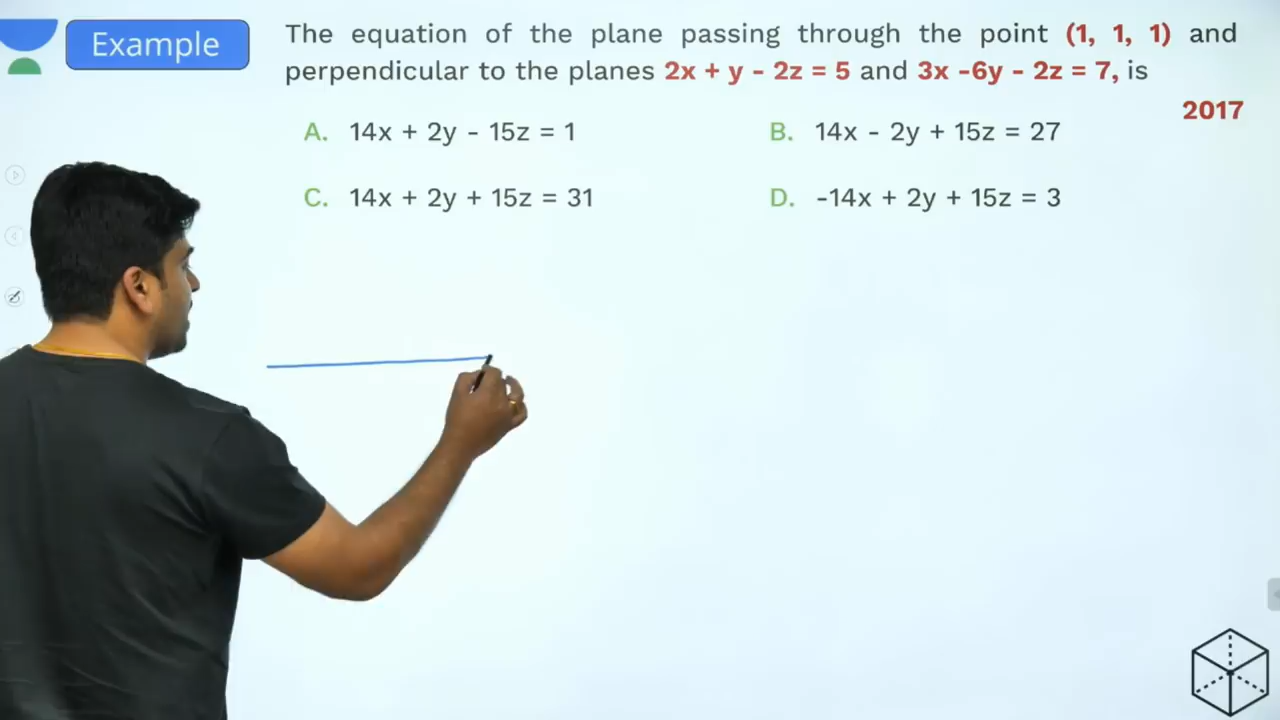 Example
The equation of the plane passing through the point (1, 1, 1) and
perpendicular to the planes 2x + y - 2z = 5 and 3x -6y - 2z = 7, is
2017
A. 14x + 2y - 15z = 1
B. 14x - 2y + 15z = 27
C. 14x + 2y + 15z = 31
D. -14x + 2y + 15z = 3